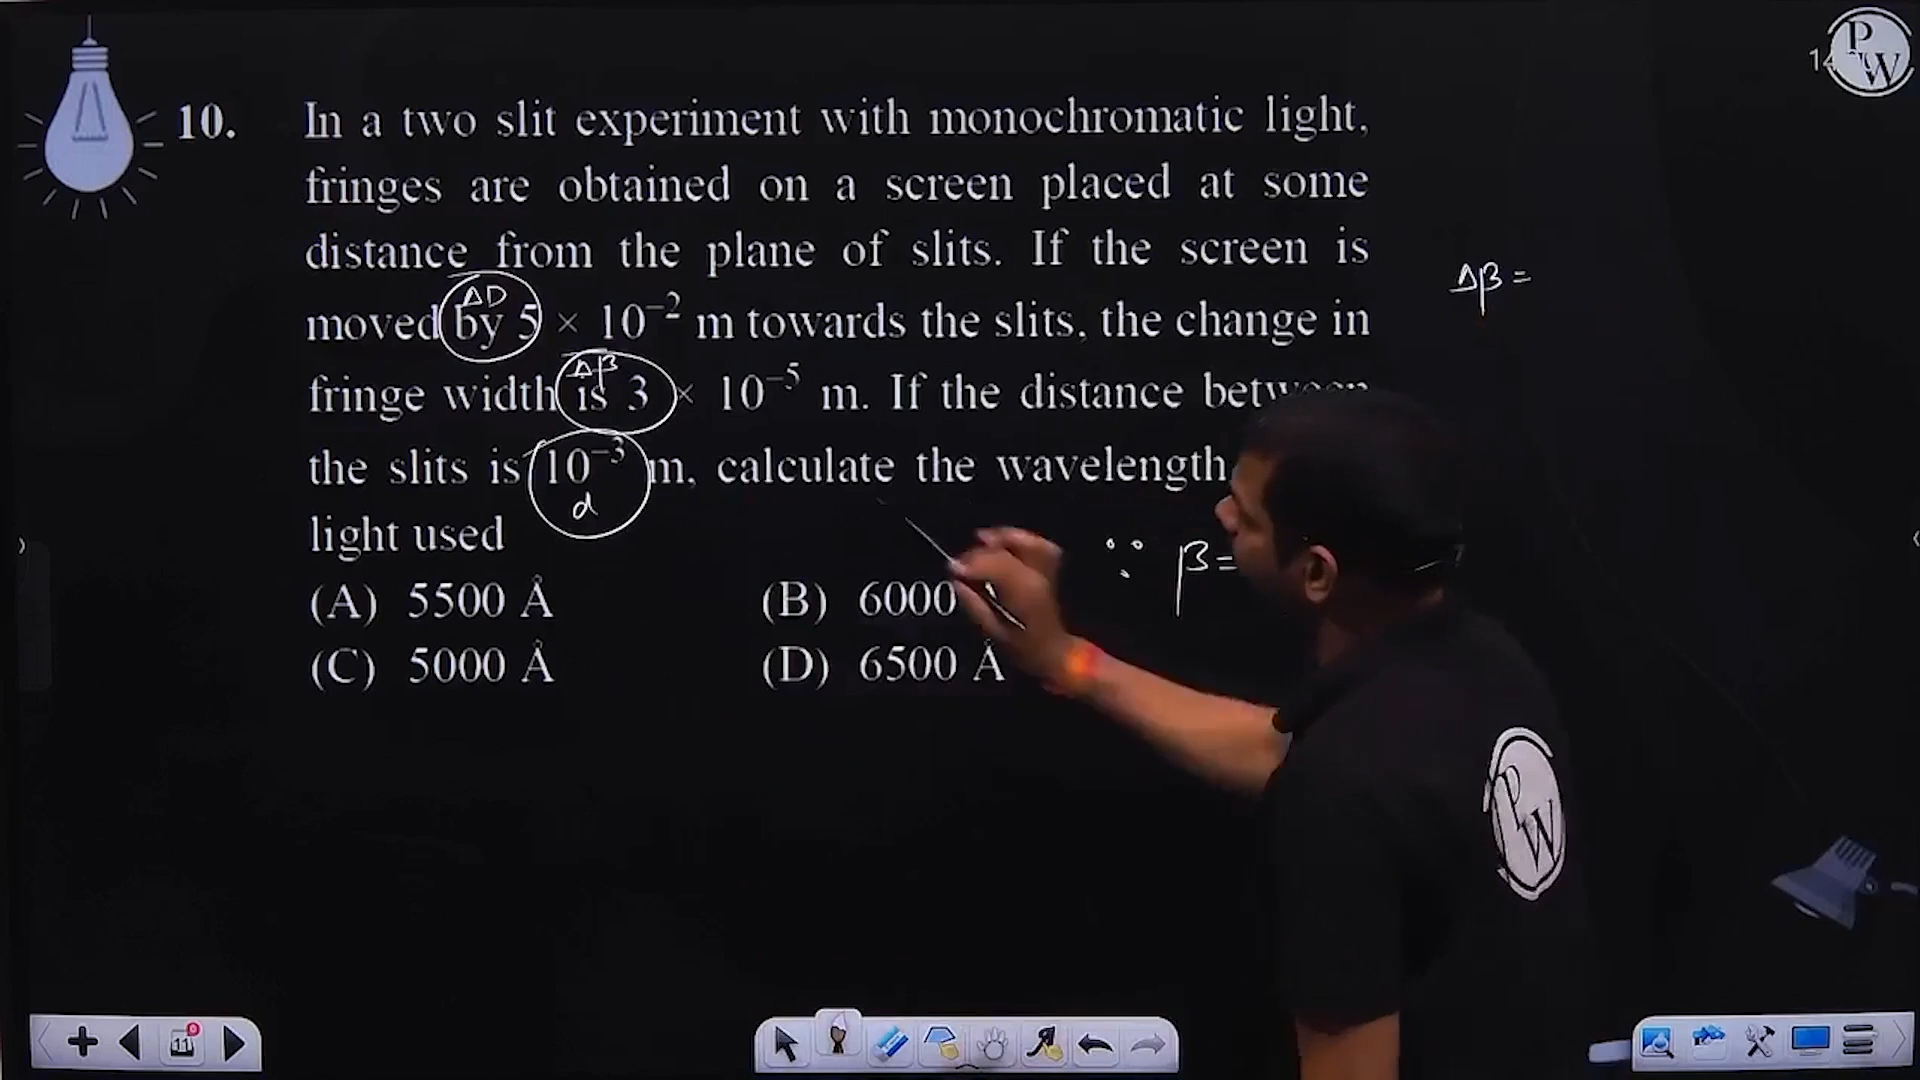 10. In a two slit experiment with monochromatic light,
fringes are obtained on a screen placed at some
distance from the plane of slits. If the screen is
moved by 5 × 10⁻² m towards the slits, the change in
fringe width is 3 × 10⁻⁵ m. If the distance
the slits is 10⁻³ m, calculate the wavelength
light used
(A) 5500 Å
(B) 6000
(C) 5000 Å
(D) 6500 Å
ΔD
Δβ
d
Δβ =
∵ β =
PW
PW
11